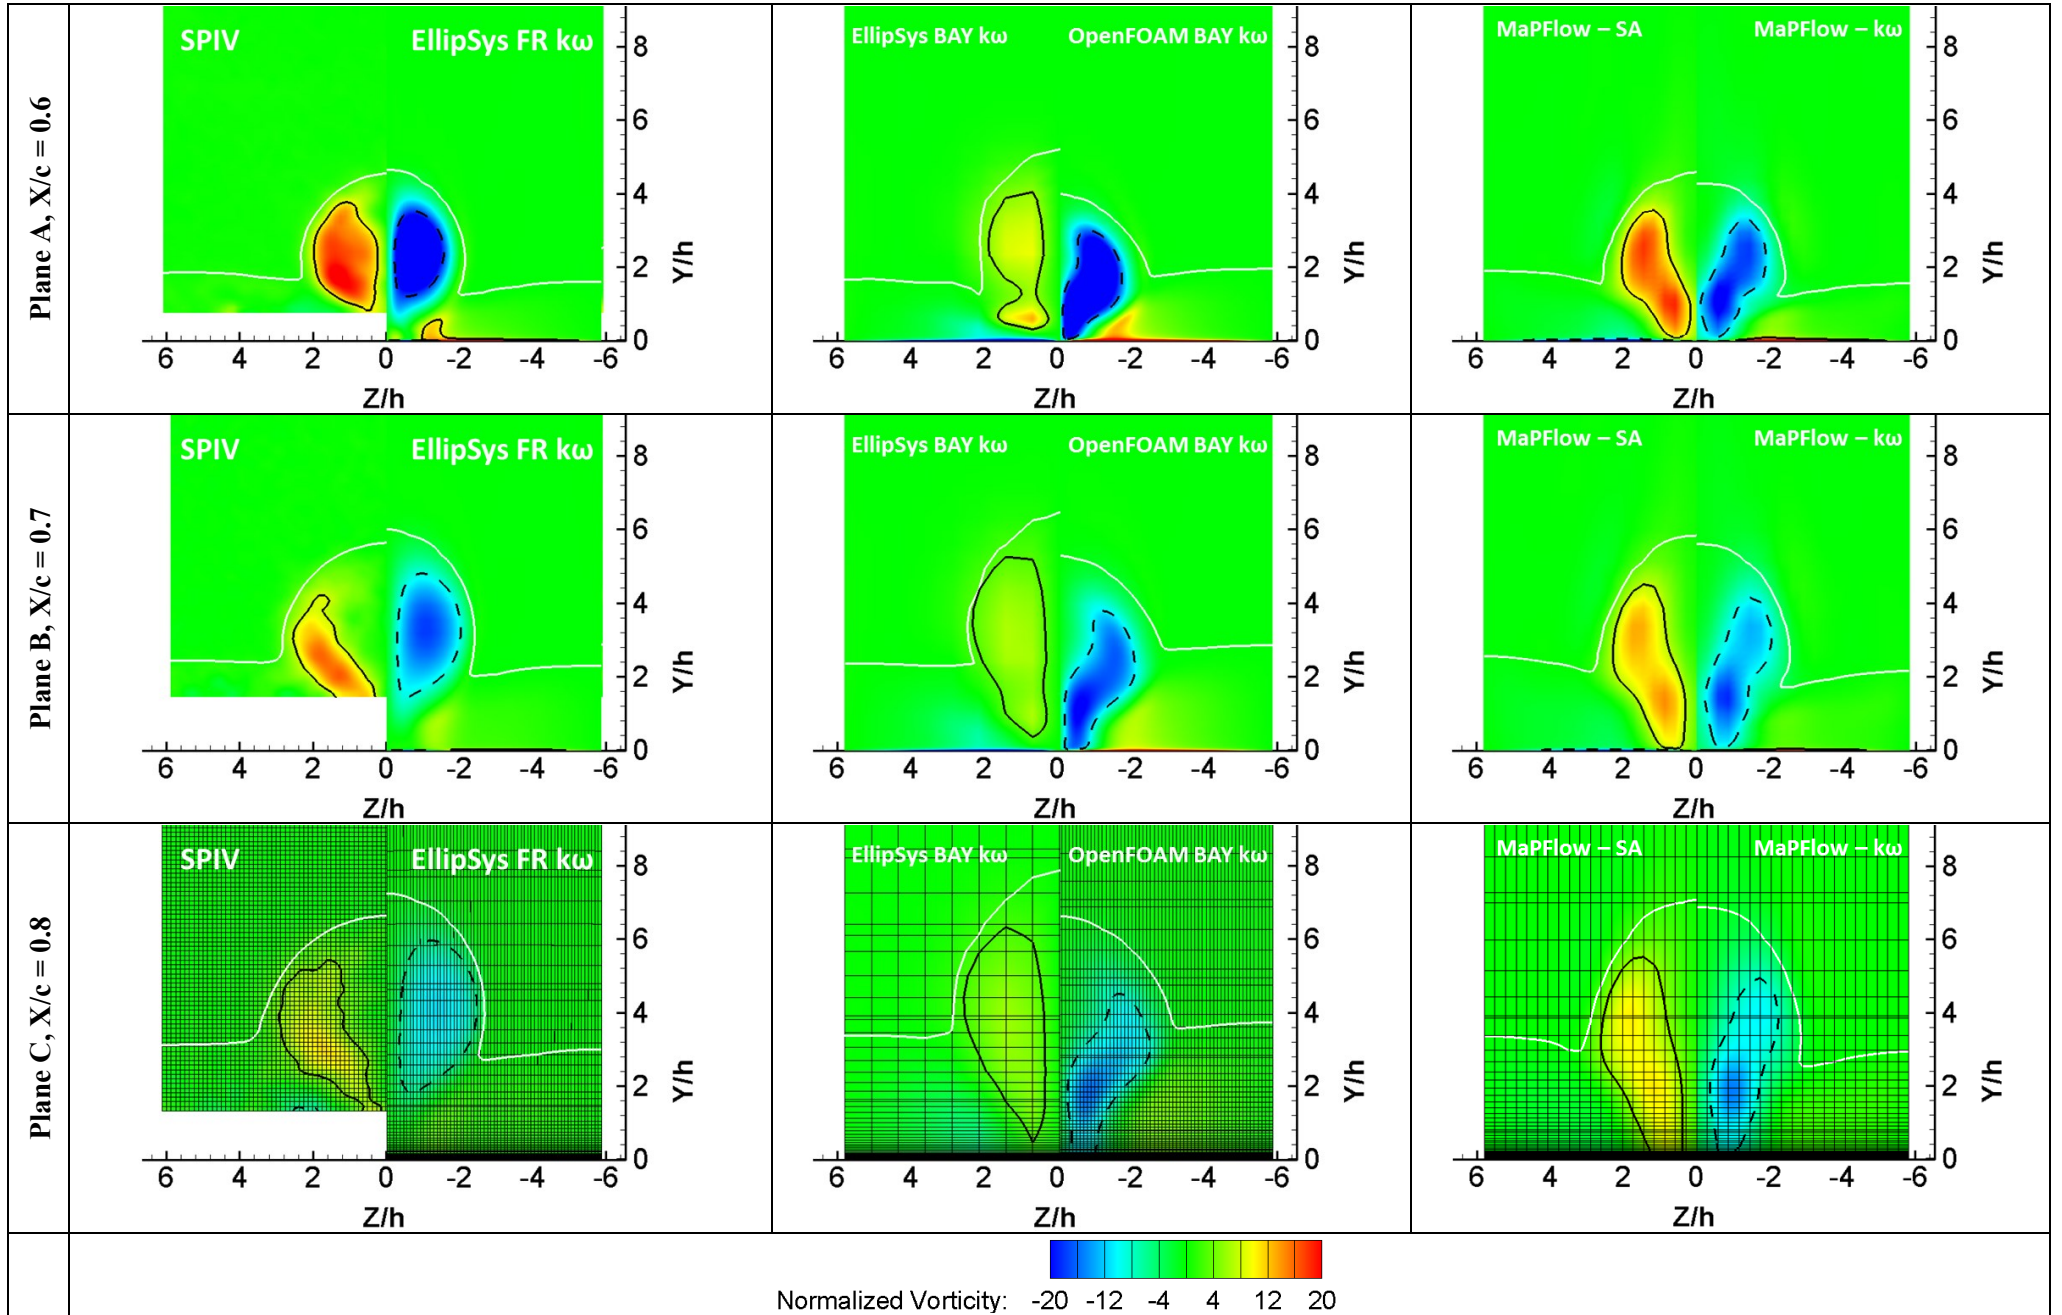 Plane A, X/c = 0.6
SPIV EllipSys FR kω
8
6
4
2
0
Y/h
6 4 2 0 -2 -4 -6
Z/h
EllipSys BAY kω OpenFOAM BAY kω
8
6
4
2
0
Y/h
6 4 2 0 -2 -4 -6
Z/h
MaPFlow – SA MaPFlow – kω
8
6
4
2
0
Y/h
6 4 2 0 -2 -4 -6
Z/h
Plane B, X/c = 0.7
SPIV EllipSys FR kω
8
6
4
2
0
Y/h
6 4 2 0 -2 -4 -6
Z/h
EllipSys BAY kω OpenFOAM BAY kω
8
6
4
2
0
Y/h
6 4 2 0 -2 -4 -6
Z/h
MaPFlow – SA MaPFlow – kω
8
6
4
2
0
Y/h
6 4 2 0 -2 -4 -6
Z/h
Plane C, X/c = 0.8
SPIV EllipSys FR kω
8
6
4
2
0
Y/h
6 4 2 0 -2 -4 -6
Z/h
EllipSys BAY kω OpenFOAM BAY kω
8
6
4
2
0
Y/h
6 4 2 0 -2 -4 -6
Z/h
MaPFlow – SA MaPFlow – kω
8
6
4
2
0
Y/h
6 4 2 0 -2 -4 -6
Z/h
Normalized Vorticity: -20 -12 -4 4 12 20